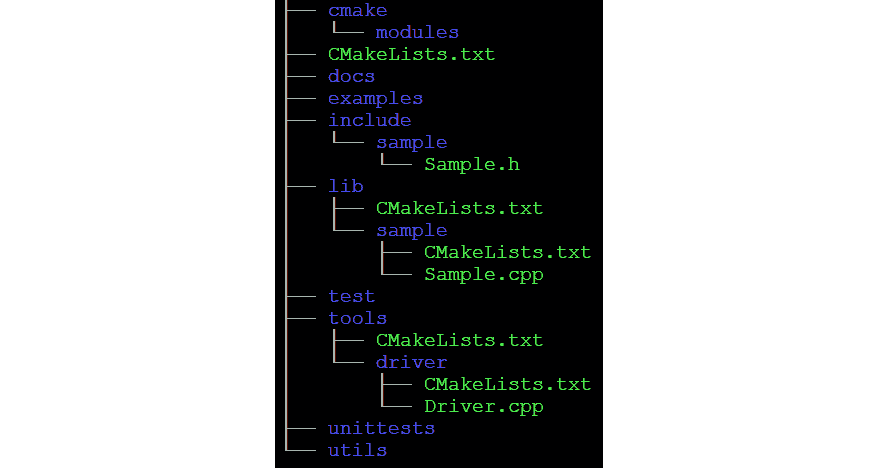 ├── cmake
│   └── modules
├── CMakeLists.txt
├── docs
├── examples
├── include
│   └── sample
│       └── Sample.h
├── lib
│   ├── CMakeLists.txt
│   └── sample
│       ├── CMakeLists.txt
│       └── Sample.cpp
├── test
├── tools
│   ├── CMakeLists.txt
│   └── driver
│       ├── CMakeLists.txt
│       └── Driver.cpp
├── unittests
└── utils